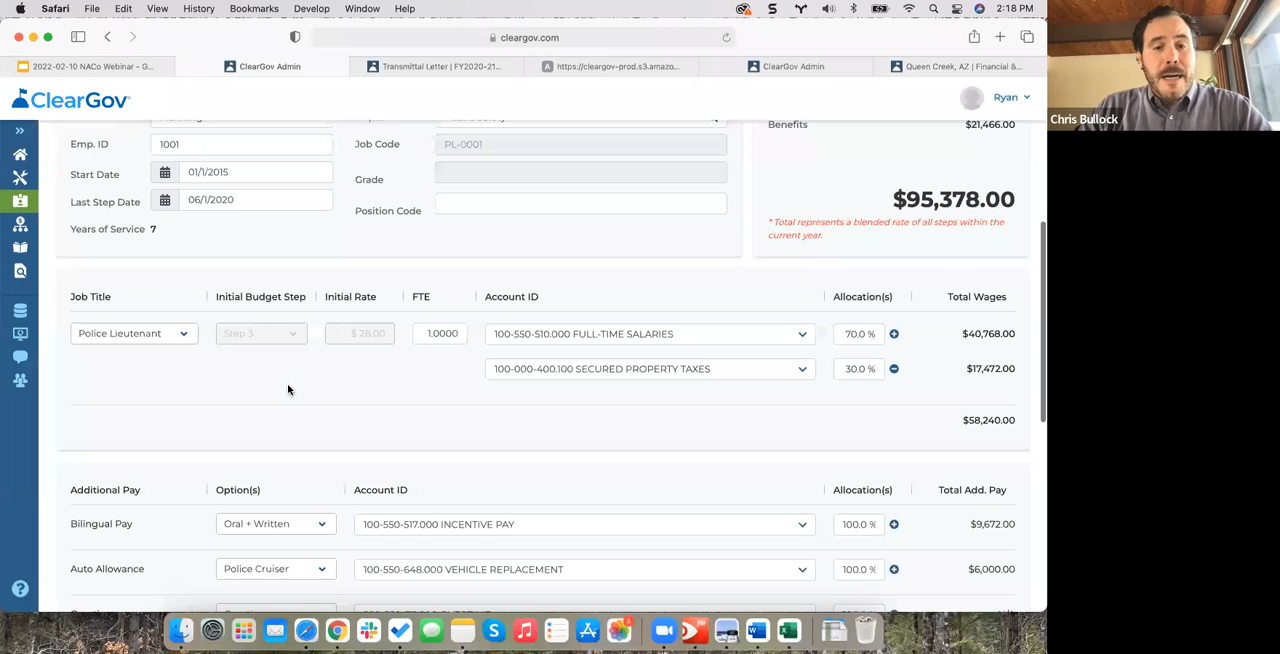 Safari File Edit View History Bookmarks Develop Window Help 2:18 PM
cleargov.com
2022-02-10 NACo Webinar - G... ClearGov Admin Transmittal Letter | FY2020-21... https://cleargov-prod.s3.amazo... ClearGov Admin Queen Creek, AZ | Financial &...
ClearGov Ryan
Chris Bullock
Benefits $21,466.00
Emp. ID 1001 Job Code PL-0001
Start Date 01/1/2015 Grade
Last Step Date 06/1/2020 Position Code
$95,378.00
* Total represents a blended rate of all steps within the
current year.
Years of Service 7
Job Title Initial Budget Step Initial Rate FTE Account ID Allocation(s) Total Wages
Police Lieutenant Step 3 $ 28.00 1.0000 100-550-510.000 FULL-TIME SALARIES 70.0 % $40,768.00
100-000-400.100 SECURED PROPERTY TAXES 30.0 % $17,472.00
$58,240.00
Additional Pay Option(s) Account ID Allocation(s) Total Add. Pay
Bilingual Pay Oral + Written 100-550-517.000 INCENTIVE PAY 100.0 % $9,672.00
Auto Allowance Police Cruiser 100-550-648.000 VEHICLE REPLACEMENT 100.0 % $6,000.00